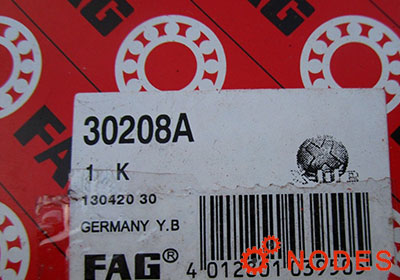 FAG
30208A
1 K
130420 30
GERMANY Y.B
FAG®
NODES